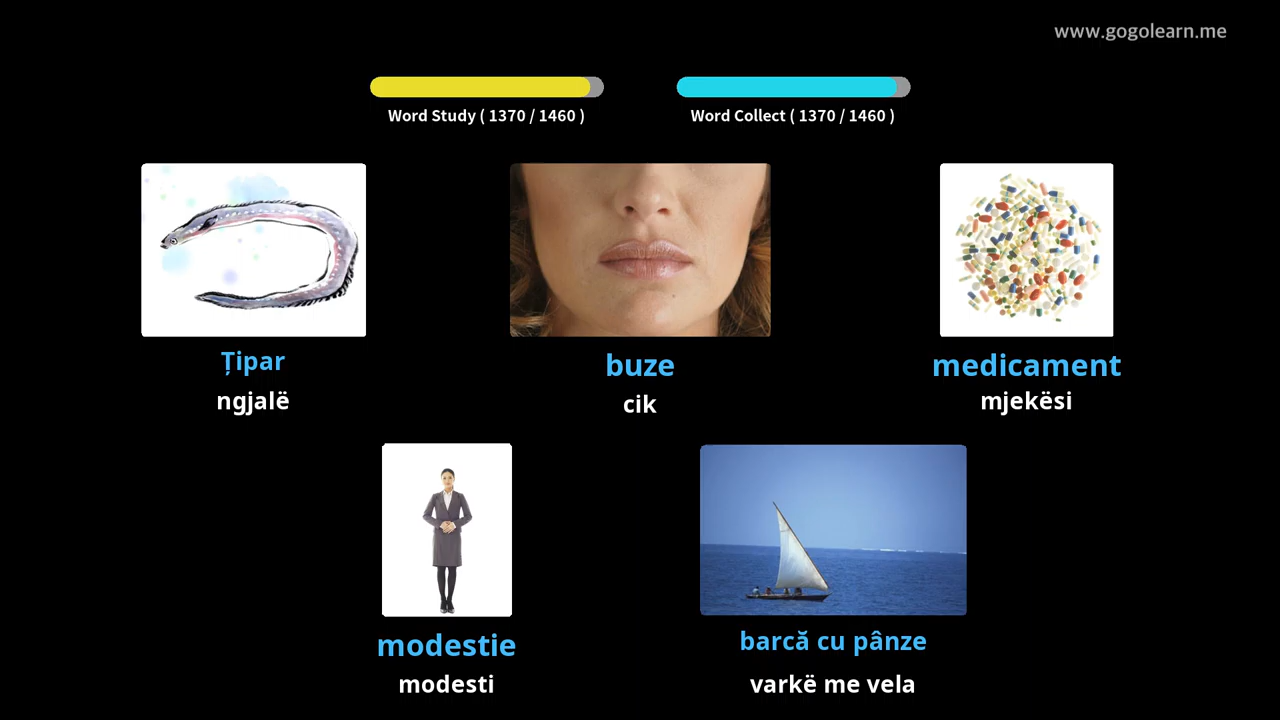 www.gogolearn.me
Word Study ( 1370 / 1460 )
Word Collect ( 1370 / 1460 )
Țipar
ngjalë
buze
cik
medicament
mjekësi
modestie
modesti
barcă cu pânze
varkë me vela